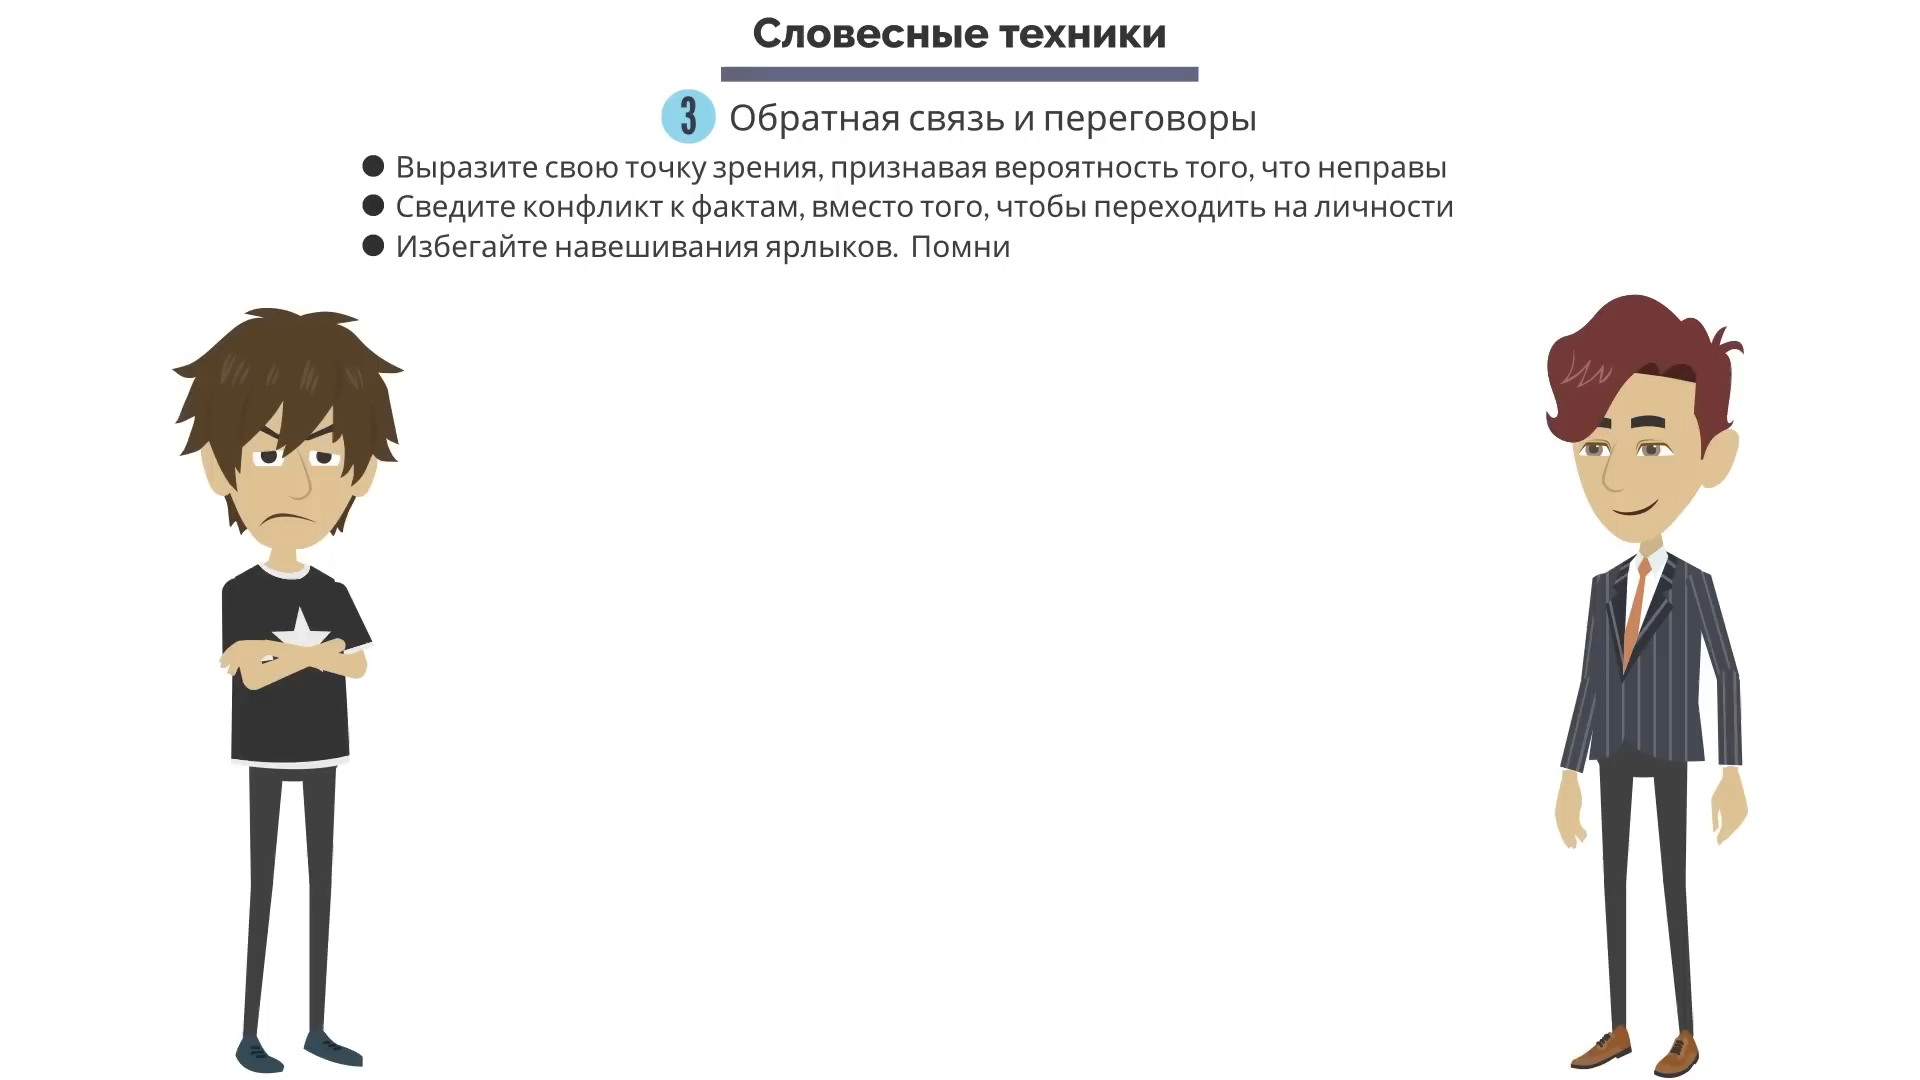 Словесные техники
3 Обратная связь и переговоры
● Выразите свою точку зрения, признавая вероятность того, что неправы
● Сведите конфликт к фактам, вместо того, чтобы переходить на личности
● Избегайте навешивания ярлыков. Помни